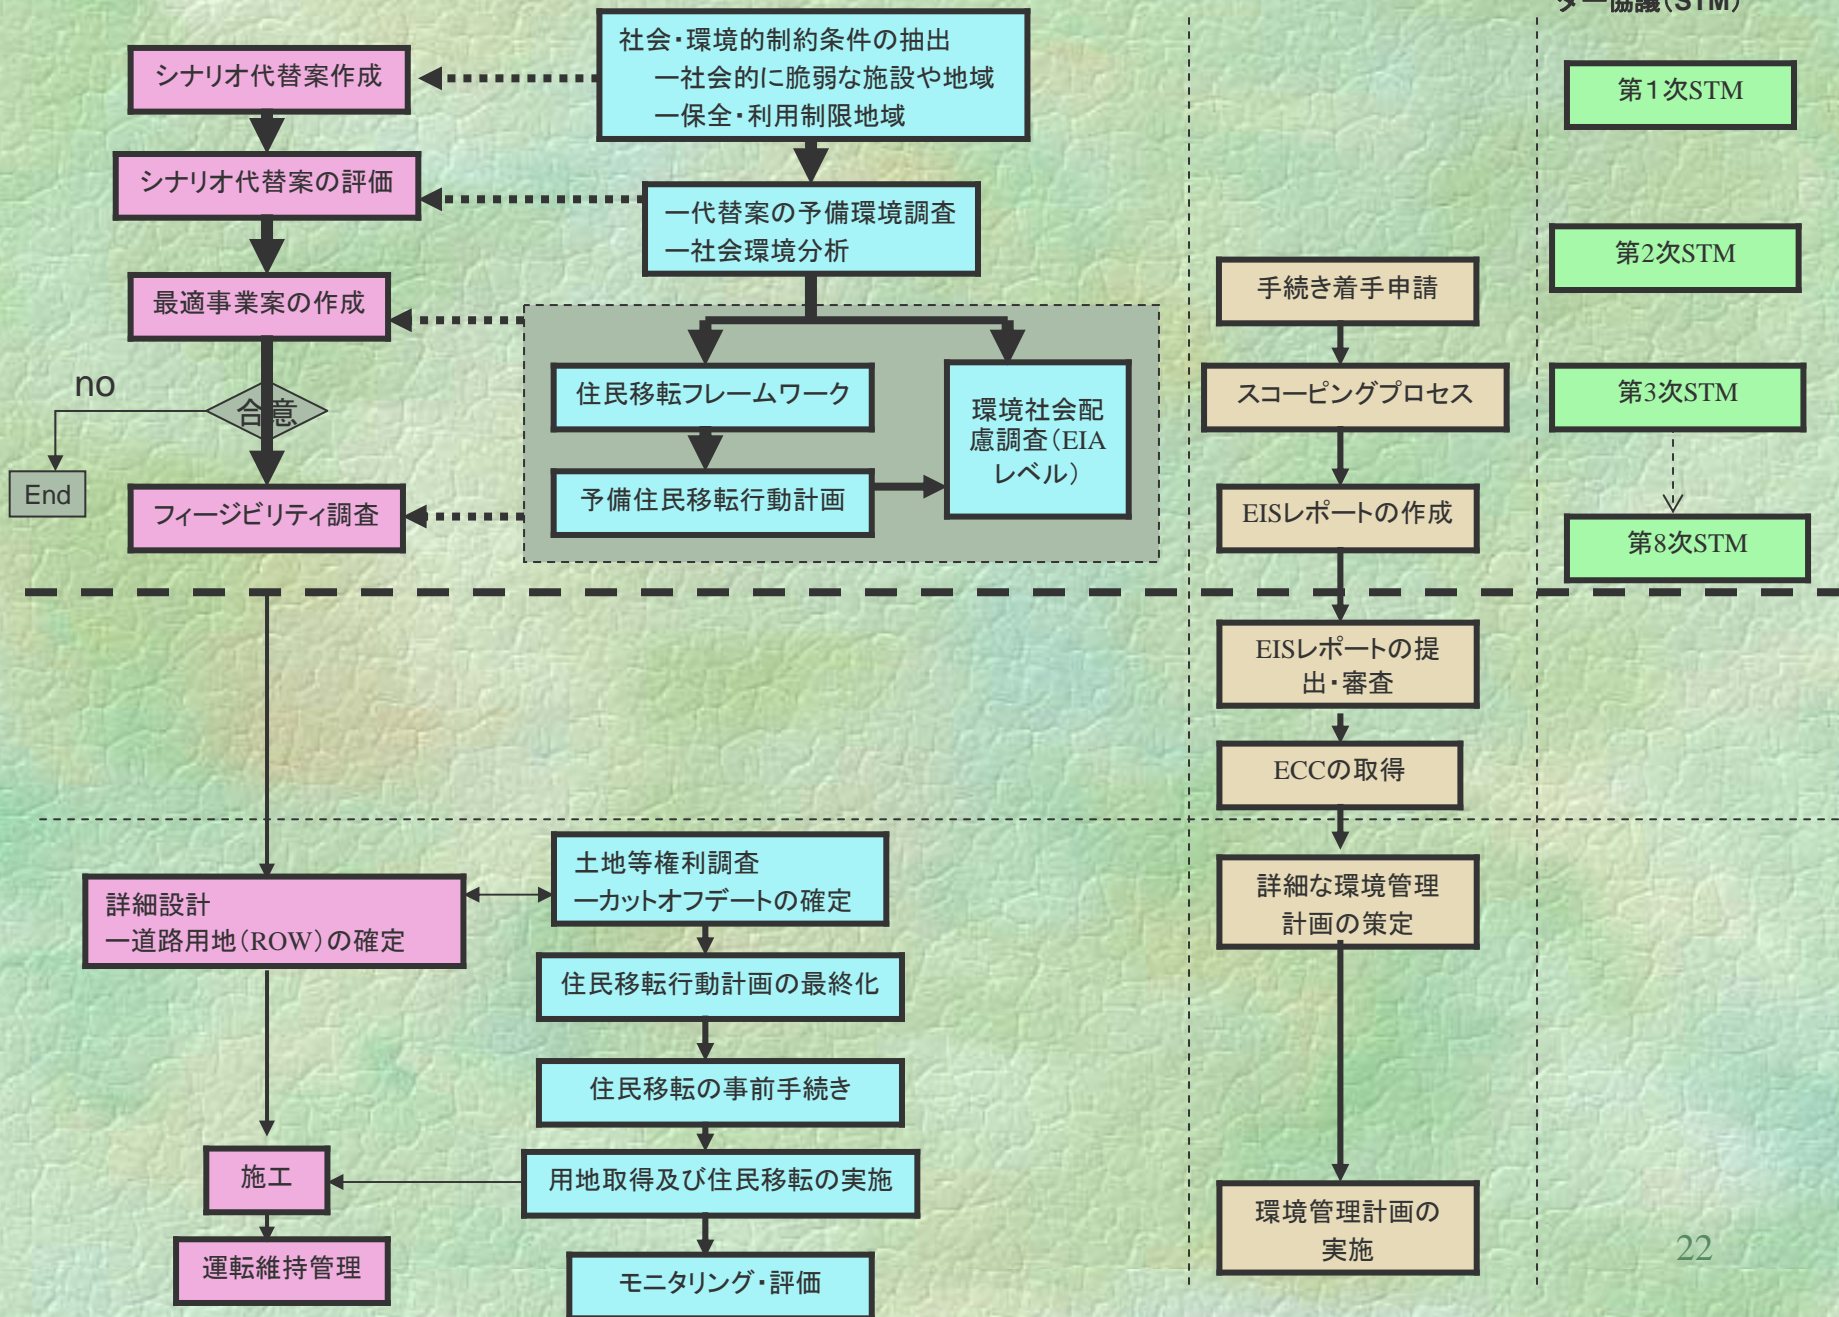 ダー協議(STM)
シナリオ代替案作成
シナリオ代替案の評価
最適事業案の作成
no
合意
End
フィージビリティ調査
社会・環境的制約条件の抽出
ー社会的に脆弱な施設や地域
ー保全・利用制限地域
ー代替案の予備環境調査
ー社会環境分析
住民移転フレームワーク
予備住民移転行動計画
環境社会配
慮調査(EIA
レベル)
手続き着手申請
スコーピングプロセス
EISレポートの作成
EISレポートの提
出・審査
ECCの取得
第1次STM
第2次STM
第3次STM
第8次STM
詳細設計
ー道路用地(ROW)の確定
施工
運転維持管理
土地等権利調査
ーカットオフデートの確定
住民移転行動計画の最終化
住民移転の事前手続き
用地取得及び住民移転の実施
モニタリング・評価
詳細な環境管理
計画の策定
環境管理計画の
実施
22